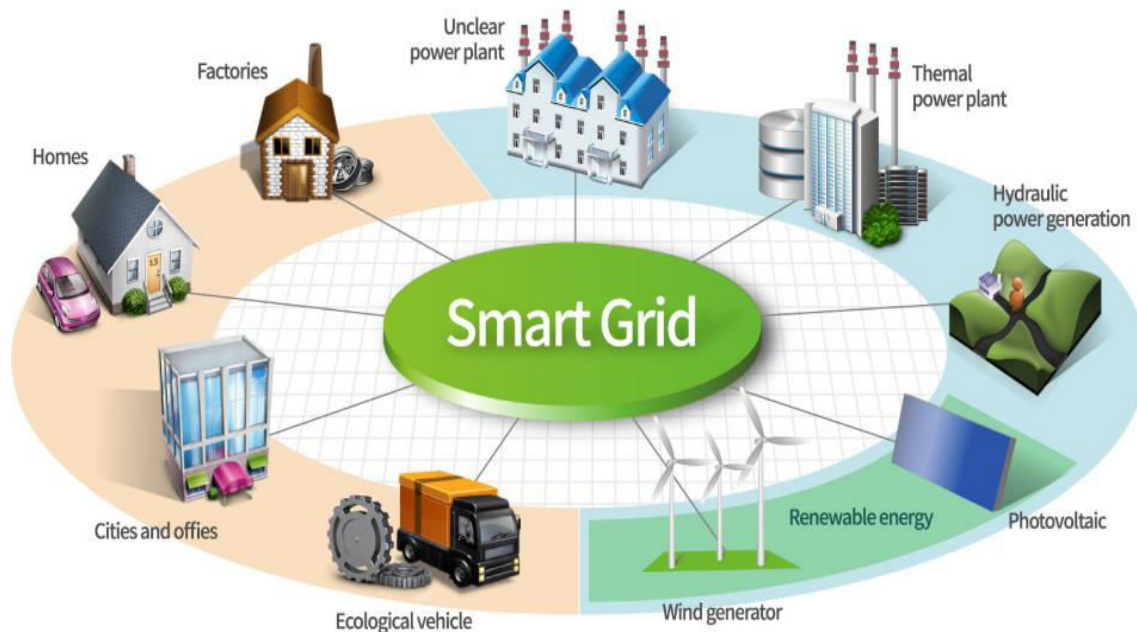 Unclear
power plant
Factories
Themal
power plant
Homes
Hydraulic
power generation
Smart Grid
13
Renewable energy
Photovoltaic
Cities and offies
Wind generator
Ecological vehicle